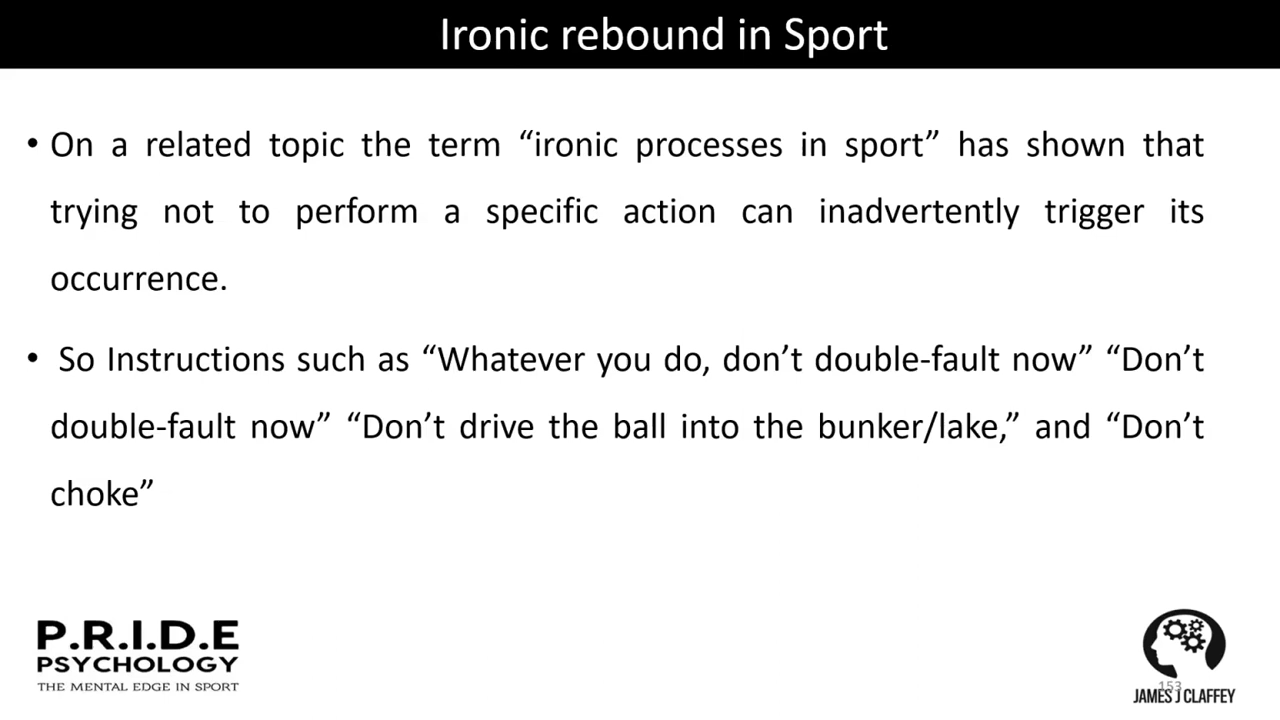 Ironic rebound in Sport
• On a related topic the term “ironic processes in sport” has shown that
trying not to perform a specific action can inadvertently trigger its
occurrence.
• So Instructions such as “Whatever you do, don’t double-fault now” “Don’t
double-fault now” “Don’t drive the ball into the bunker/lake,” and “Don’t
choke”
P.R.I.D.E
PSYCHOLOGY
THE MENTAL EDGE IN SPORT
153
JAMES J CLAFFEY